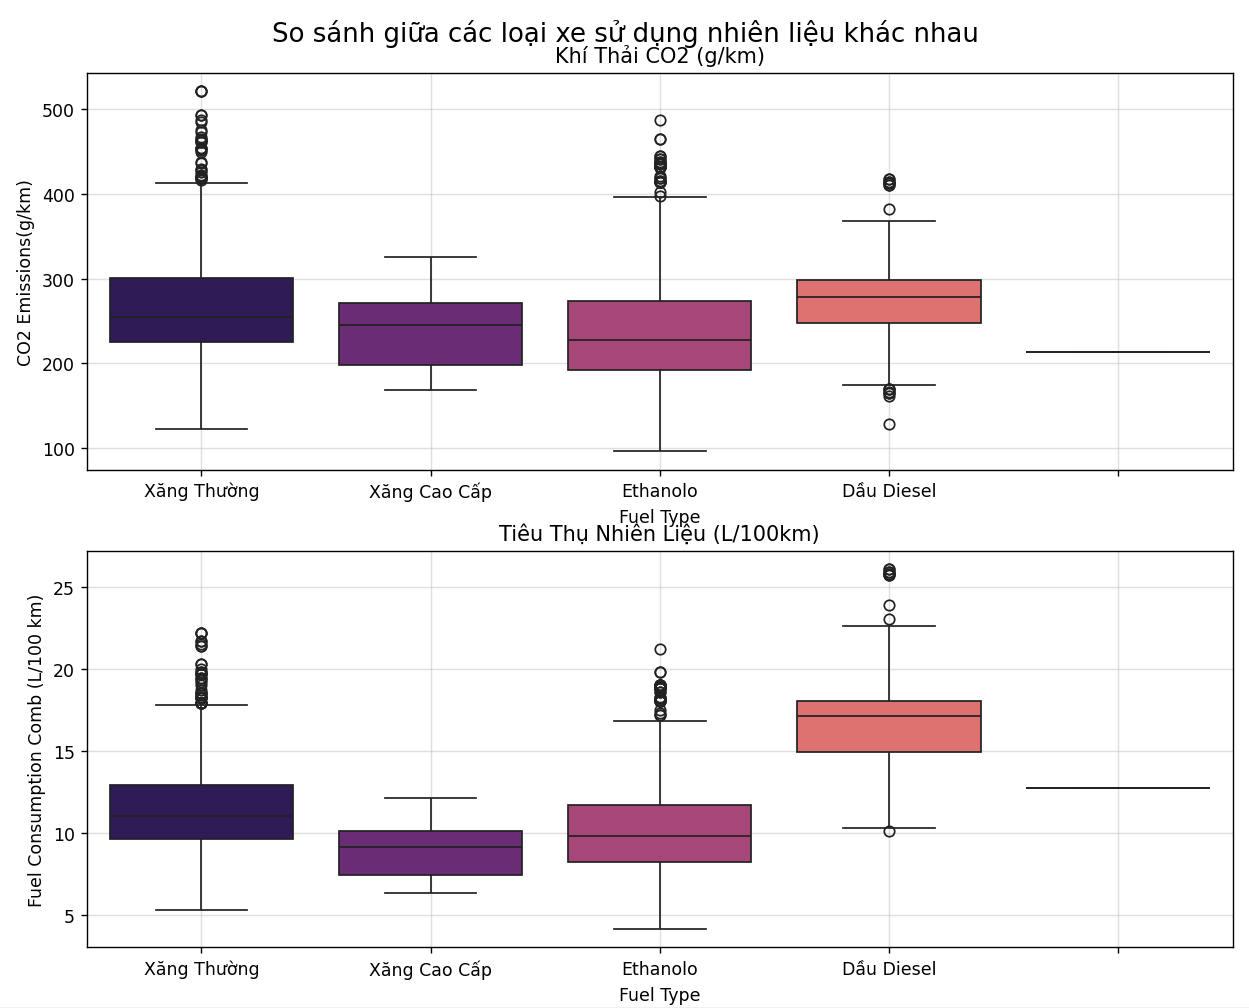 So sánh giữa các loại xe sử dụng nhiên liệu khác nhau
Khí Thải CO2 (g/km)
CO2 Emissions(g/km)
500
400
300
200
100
Xăng Thường Xăng Cao Cấp Ethanolo Dầu Diesel
Fuel Type
Tiêu Thụ Nhiên Liệu (L/100km)
Fuel Consumption Comb (L/100 km)
25
20
15
10
5
Xăng Thường Xăng Cao Cấp Ethanolo Dầu Diesel
Fuel Type